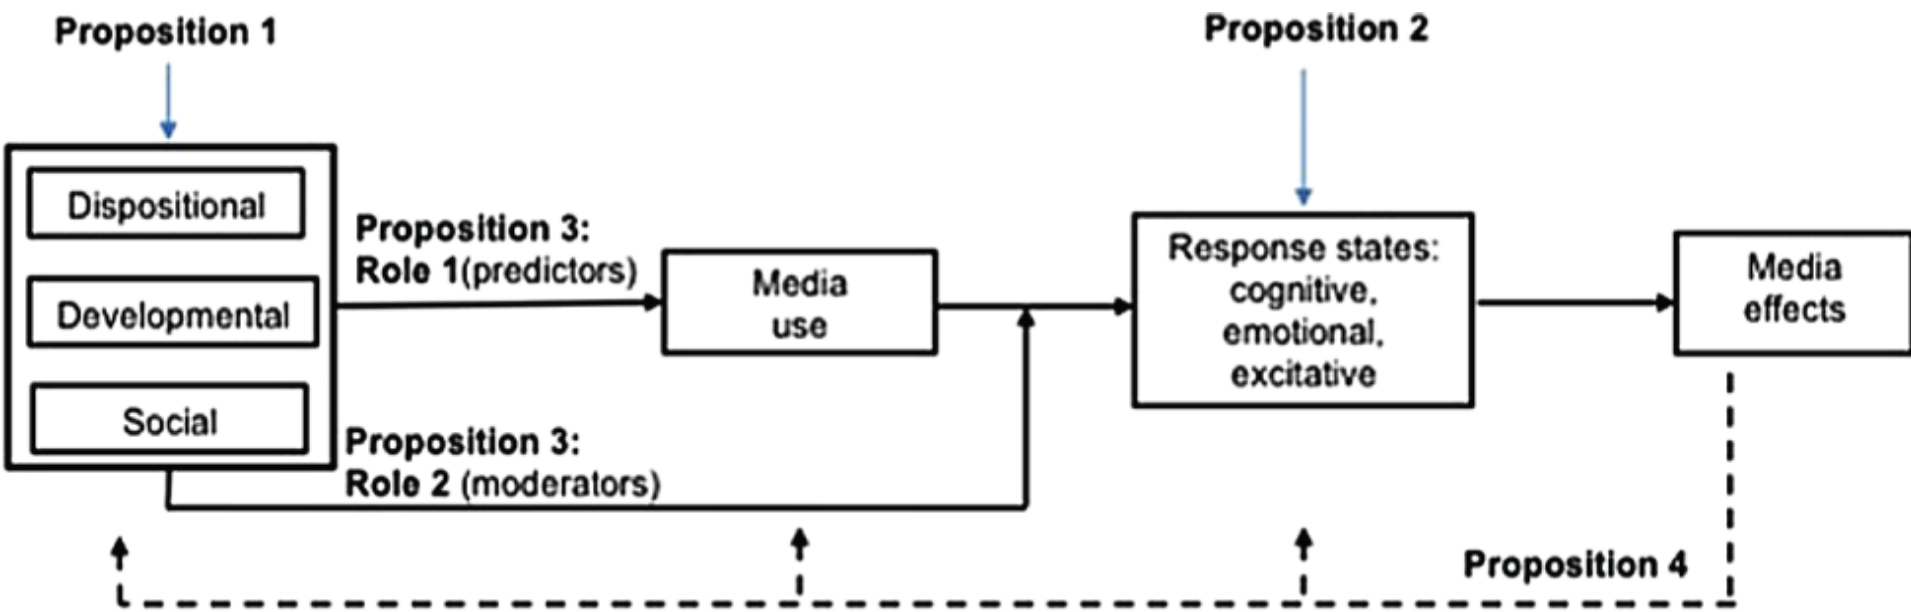 Proposition 1
Proposition 2
Dispositional
Developmental
Social
Proposition 3:
Role 1(predictors)
Proposition 3:
Role 2 (moderators)
Media
use
Response states:
cognitive,
emotional,
excitative
Media
effects
Proposition 4